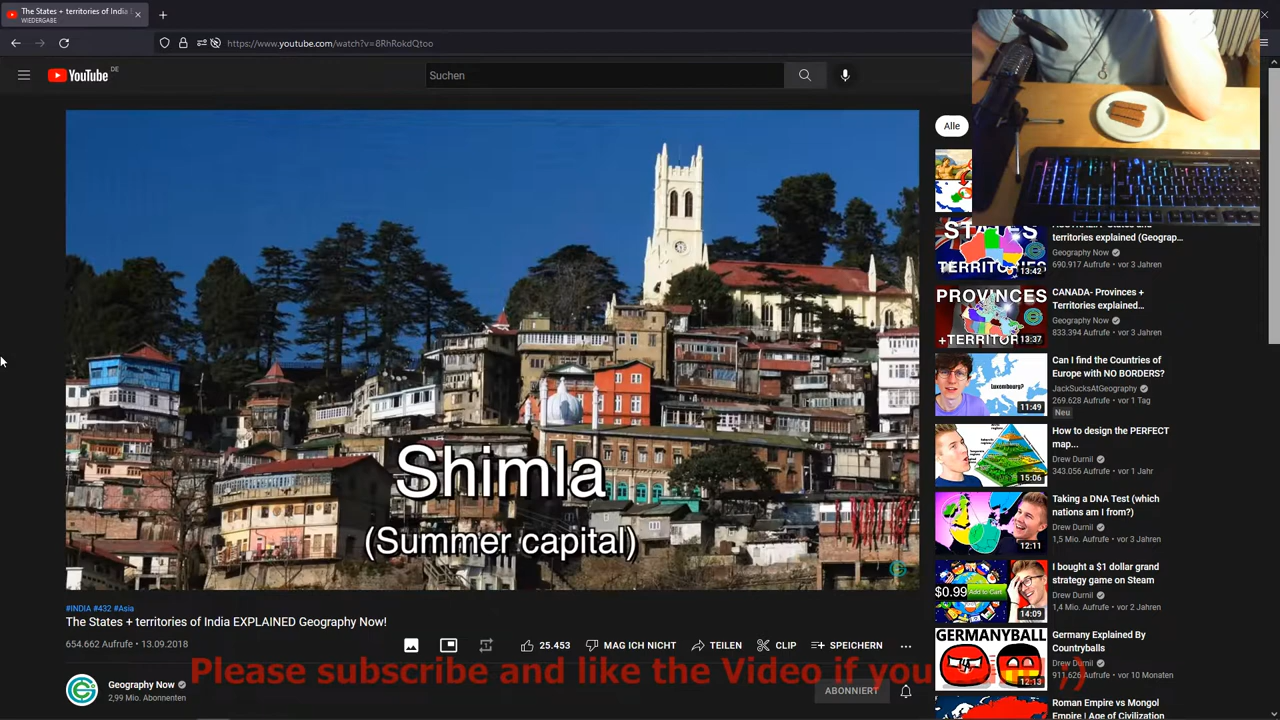 The States + territories of India
WIEDERGABE
https://www.youtube.com/watch?v=8RhRokdQtoo
YouTube DE
Suchen
Alle
Shimla
(Summer capital)
#INDIA #432 #Asia
The States + territories of India EXPLAINED Geography Now!
654.662 Aufrufe • 13.09.2018
25.453
MAG ICH NICHT
TEILEN
CLIP
SPEICHERN
Please subscribe and like the Video if you
;)
Geography Now
2,99 Mio. Abonnenten
ABONNIERT
STATES
TERRITORIES
13:42
territories explained (Geograp...
Geography Now
690.917 Aufrufe • vor 3 Jahren
PROVINCES
+TERRITORIES
13:37
CANADA- Provinces +
Territories explained...
Geography Now
833.394 Aufrufe • vor 3 Jahren
Luxembourg?
11:49
Can I find the Countries of
Europe with NO BORDERS?
JackSucksAtGeography
269.628 Aufrufe • vor 1 Tag
Neu
15:06
How to design the PERFECT
map...
Drew Durnil
343.056 Aufrufe • vor 1 Jahr
12:11
Taking a DNA Test (which
nations am I from?)
Drew Durnil
1,5 Mio. Aufrufe • vor 3 Jahren
$0.99
Add to Cart
14:09
I bought a $1 dollar grand
strategy game on Steam
Drew Durnil
1,4 Mio. Aufrufe • vor 2 Jahren
GERMANYBALL
12:13
Germany Explained By
Countryballs
Drew Durnil
911.626 Aufrufe • vor 10 Monaten
Roman Empire vs Mongol
Empire | Age of Civilization